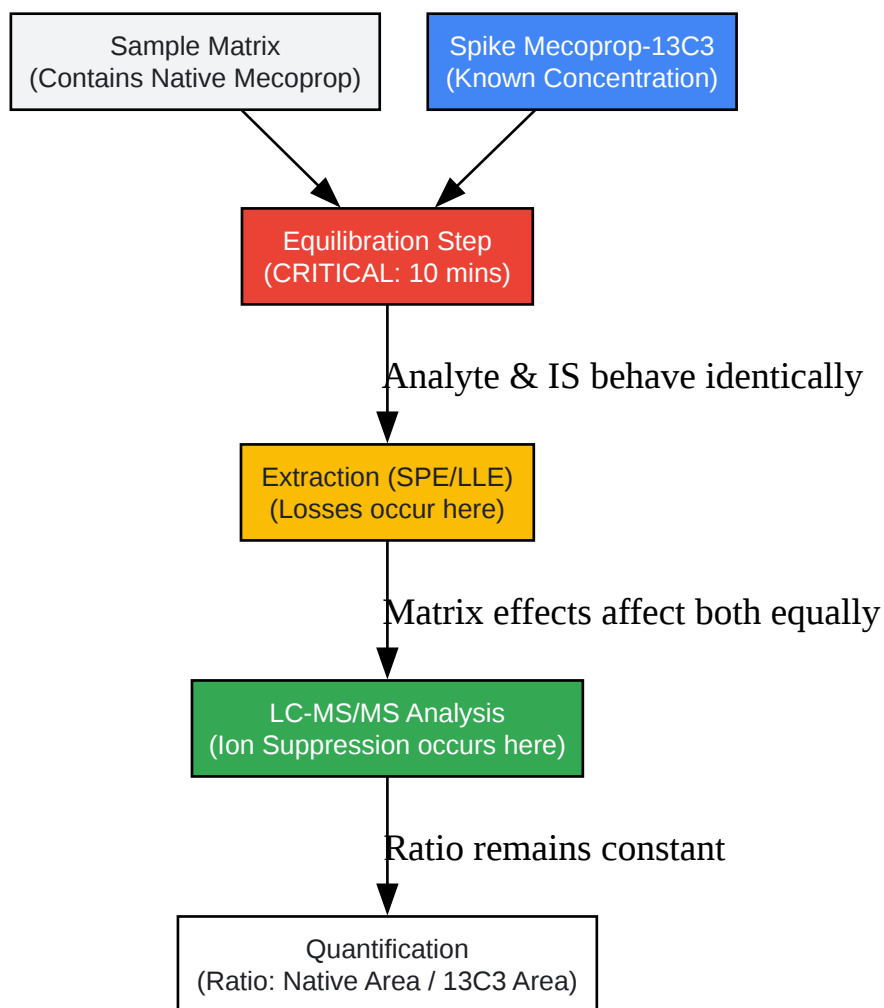 Sample Matrix
(Contains Native Mecoprop)
Spike Mecoprop-13C3
(Known Concentration)
Equilibration Step
(CRITICAL: 10 mins)
Analyte & IS behave identically
Extraction (SPE/LLE)
(Losses occur here)
Matrix effects affect both equally
LC-MS/MS Analysis
(Ion Suppression occurs here)
Ratio remains constant
Quantification
(Ratio: Native Area / 13C3 Area)